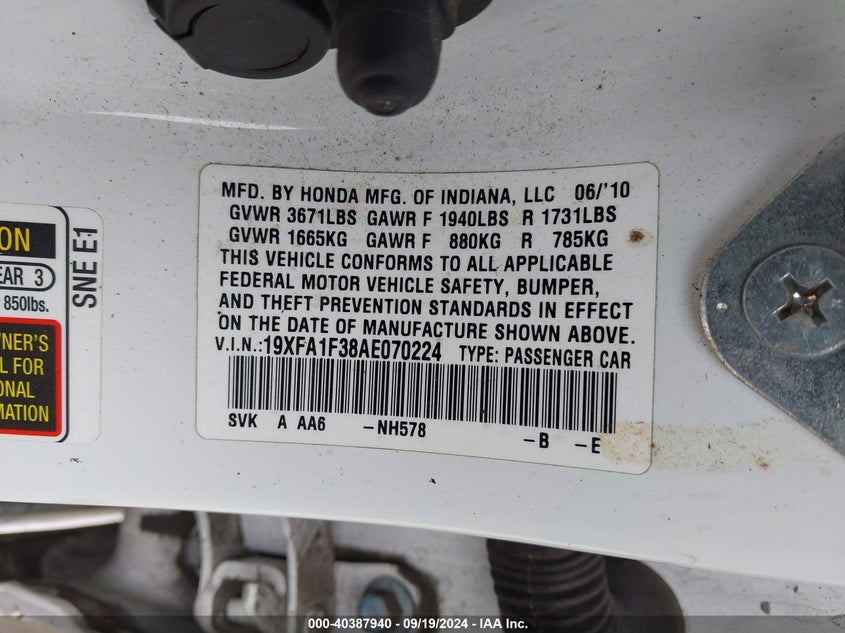 ON
EAR 3
850lbs.
WNER'S
L FOR
ONAL
MATION
SNE E1
MFD. BY HONDA MFG. OF INDIANA, LLC 06/'10
GVWR 3671LBS GAWR F 1940LBS R 1731LBS
GVWR 1665KG GAWR F 880KG R 785KG
THIS VEHICLE CONFORMS TO ALL APPLICABLE
FEDERAL MOTOR VEHICLE SAFETY, BUMPER,
AND THEFT PREVENTION STANDARDS IN EFFECT
ON THE DATE OF MANUFACTURE SHOWN ABOVE.
V.I.N.:19XFA1F38AE070224 TYPE: PASSENGER CAR
SVK A AA6 -NH578 -B -E
000-40387940 - 09/19/2024 - IAA Inc.